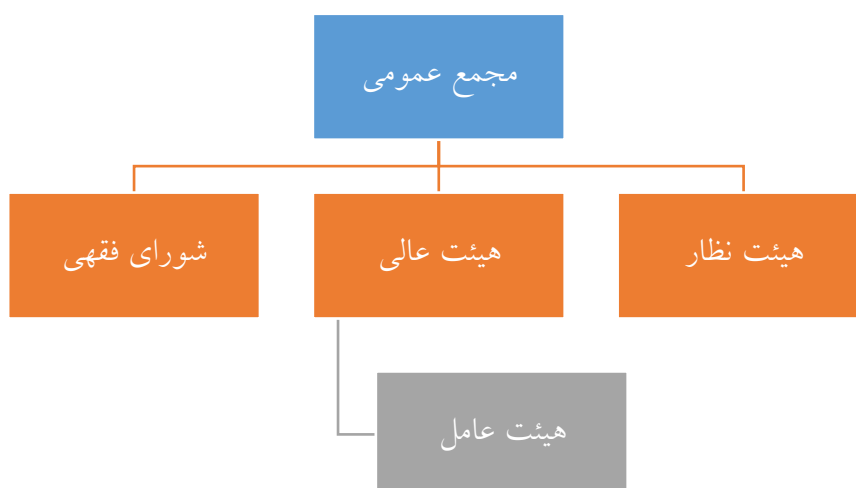 مجمع عمومی
هیئت نظار
هیئت عالی
شورای فقهی
هیئت عامل